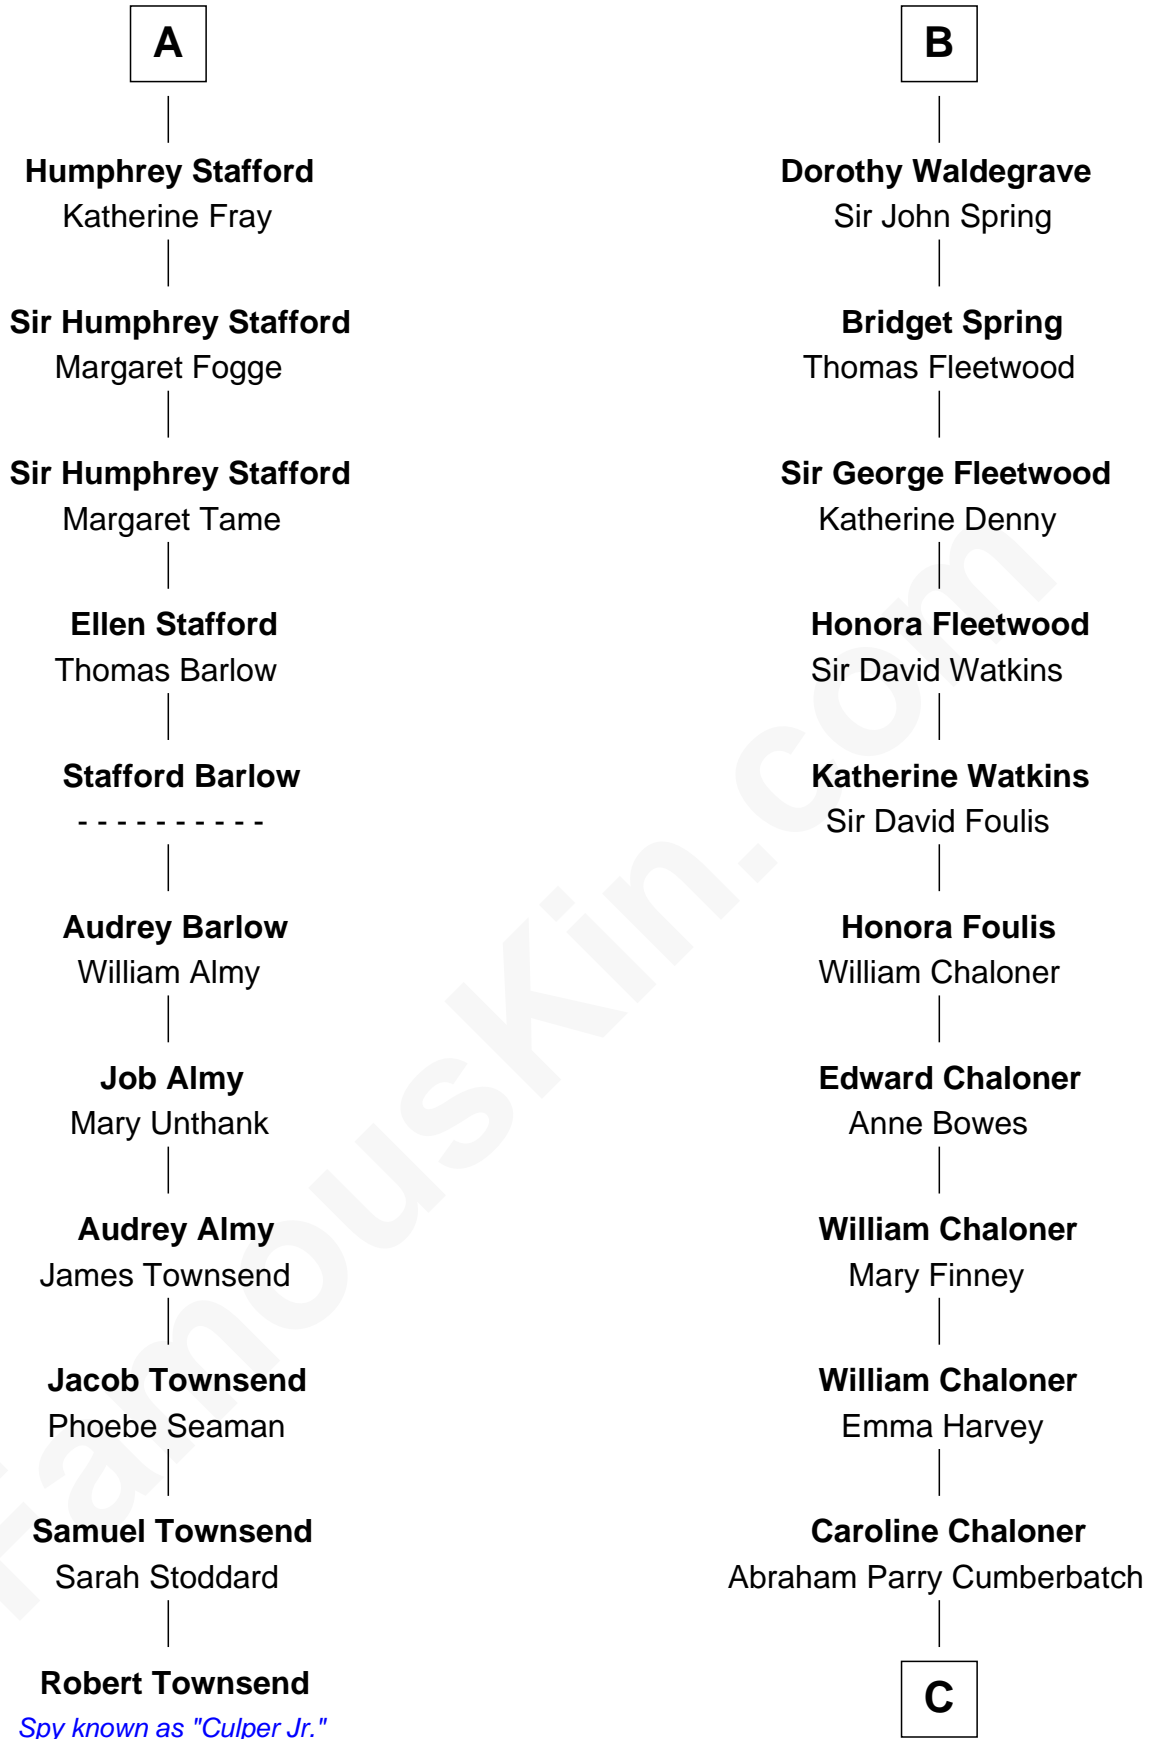 A
Humphrey Stafford
Katherine Fray
Sir Humphrey Stafford
Margaret Fogge
Sir Humphrey Stafford
Margaret Tame
Ellen Stafford
Thomas Barlow
Stafford Barlow
- - - - - - - - - -
Audrey Barlow
William Almy
Job Almy
Mary Unthank
Audrey Almy
James Townsend
Jacob Townsend
Phoebe Seaman
Samuel Townsend
Sarah Stoddard
Robert Townsend
Spy known as "Culper Jr."
B
Dorothy Waldegrave
Sir John Spring
Bridget Spring
Thomas Fleetwood
Sir George Fleetwood
Katherine Denny
Honora Fleetwood
Sir David Watkins
Katherine Watkins
Sir David Foulis
Honora Foulis
William Chaloner
Edward Chaloner
Anne Bowes
William Chaloner
Mary Finney
William Chaloner
Emma Harvey
Caroline Chaloner
Abraham Parry Cumberbatch
C
FamousKin.com